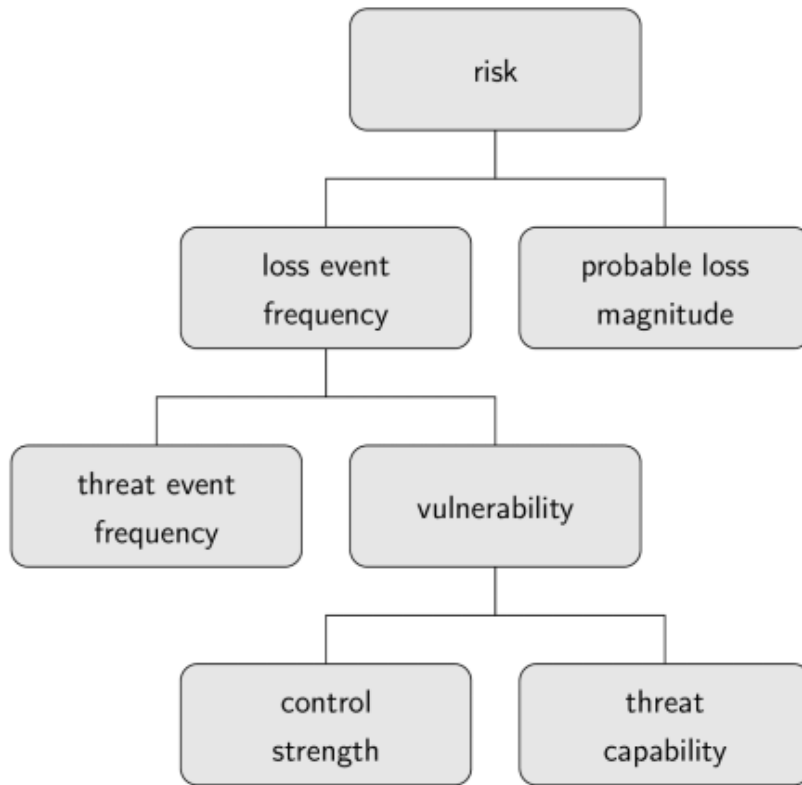 risk
loss event
frequency
probable loss
magnitude
threat event
frequency
vulnerability
control
strength
threat
capability